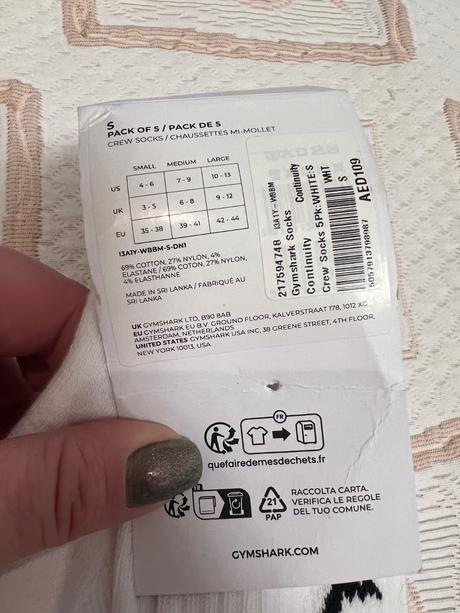 S
PACK OF 5 / PACK DE 5
CREW SOCKS / CHAUSSETTES MI-MOLLET
SMALL MEDIUM LARGE
US 4 - 6 7 - 9 10 - 13
UK 3 - 5 6 - 8 9 - 12
EU 35 - 38 39 - 41 42 - 44
I3A1Y-WBBM-S-DN1
69% COTTON, 27% NYLON, 4%
ELASTANE / 69% COTON, 27% NYLON,
4% ELASTHANNE
MADE IN SRI LANKA / FABRIQUÉ AU
SRI LANKA
UK GYMSHARK LTD, B90 8AB
EU GYMSHARK EU B.V. GROUND FLOOR, KALVERSTRAAT 178, 1012 XG
AMSTERDAM, NETHERLANDS
UNITED STATES GYMSHARK USA INC, 38 GREENE STREET, 4TH FLOOR,
NEW YORK 10013, USA
217594748 I3A1Y-WBBM
Gymshark Socks Continuity
Continuity
Crew Socks 5Pk:WHITE:S
WHT
S
AED109
5057913798987
FR
quefairedemesdechets.fr
21
PAP
RACCOLTA CARTA.
VERIFICA LE REGOLE
DEL TUO COMUNE.
GYMSHARK.COM